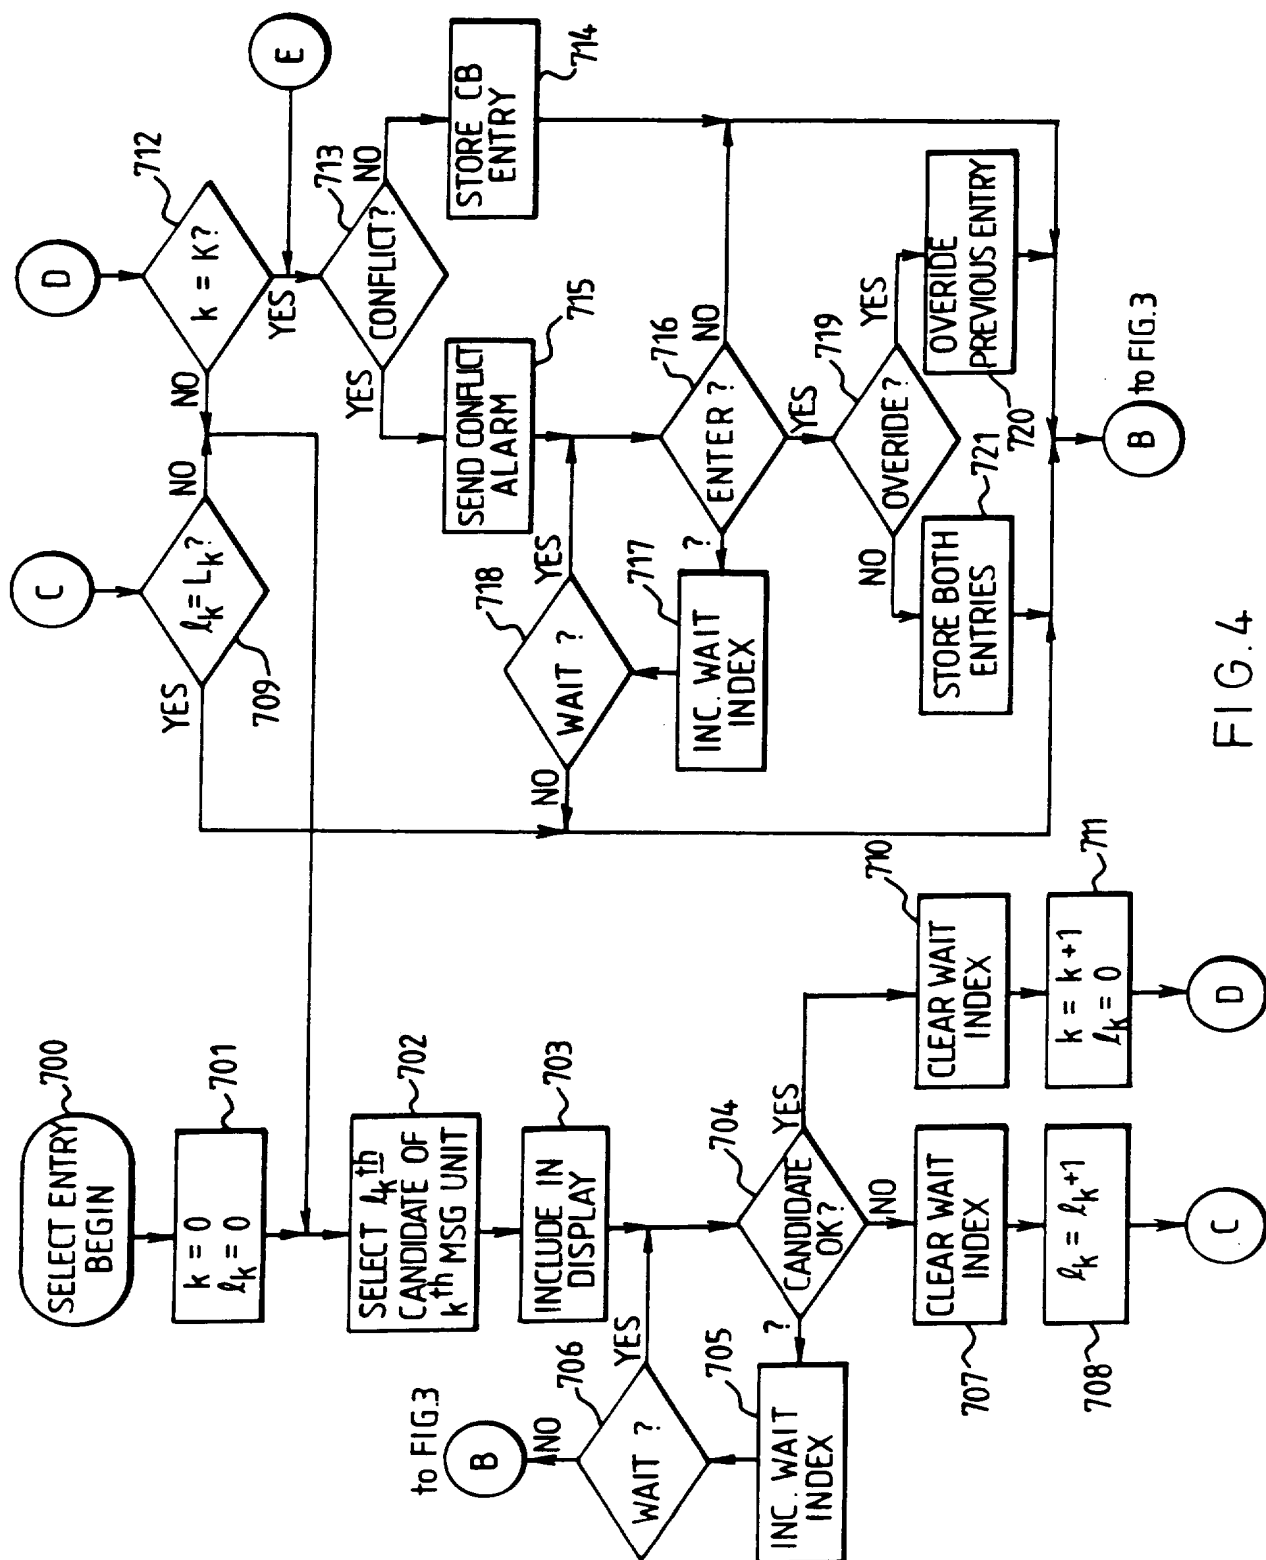 SELECT ENTRY
BEGIN
700
k = 0
ℓk = 0
701
SELECT ℓk th
CANDIDATE OF
k th MSG UNIT
702
INCLUDE IN
DISPLAY
703
CANDIDATE
OK?
704
YES
NO
?
INC. WAIT
INDEX
705
WAIT ?
706
YES
NO
B
to FIG.3
CLEAR WAIT
INDEX
707
ℓk = ℓk+1
708
C
CLEAR WAIT
INDEX
710
k = k+1
ℓk = 0
711
D
C
ℓk = Lk?
709
YES
NO
D
k = K?
712
NO
YES
E
CONFLICT?
713
YES
NO
STORE CB
ENTRY
714
SEND CONFLICT
ALARM
715
ENTER ?
716
NO
YES
?
INC. WAIT
INDEX
717
WAIT ?
718
YES
NO
OVERIDE?
719
YES
NO
OVERIDE
PREVIOUS ENTRY
720
STORE BOTH
ENTRIES
721
B
to FIG.3
FIG.4